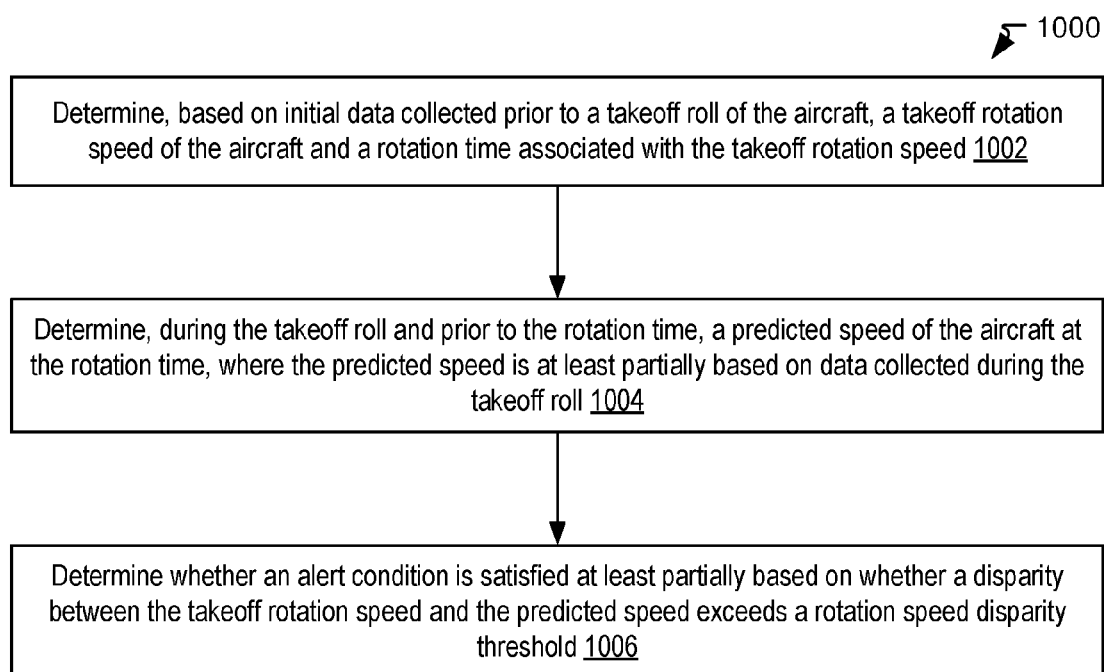 1000
Determine, based on initial data collected prior to a takeoff roll of the aircraft, a takeoff rotation
speed of the aircraft and a rotation time associated with the takeoff rotation speed 1002
Determine, during the takeoff roll and prior to the rotation time, a predicted speed of the aircraft at
the rotation time, where the predicted speed is at least partially based on data collected during the
takeoff roll 1004
Determine whether an alert condition is satisfied at least partially based on whether a disparity
between the takeoff rotation speed and the predicted speed exceeds a rotation speed disparity
threshold 1006